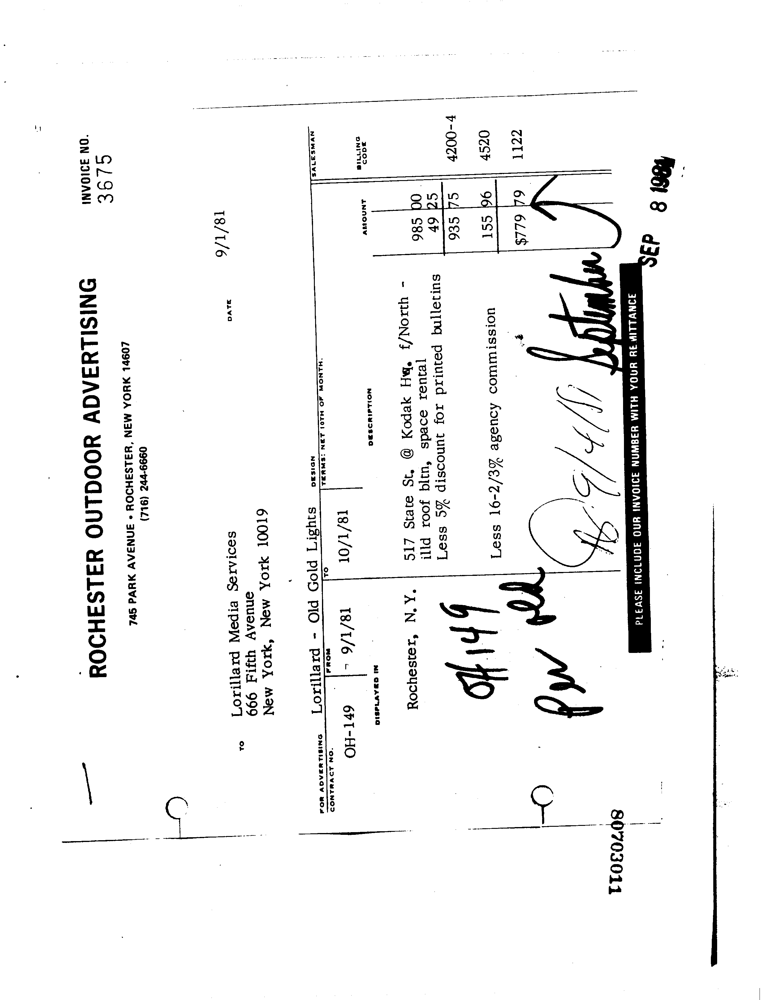 INVOICE NO.
3675
ROCHESTER OUTDOOR ADVERTISING
745 PARK AVENUE • ROCHESTER, NEW YORK 14607
(716) 244-6660
DATE 9/1/81
TO Lorillard Media Services
666 Fifth Avenue
New York, New York 10019
FOR ADVERTISING Lorillard - Old Gold Lights DESIGN SALESMAN
CONTRACT NO. FROM TO TERMS: NET 10TH OF MONTH.
OH-149 - 9/1/81 10/1/81
DISPLAYED IN DESCRIPTION AMOUNT BILLING CODE
Rochester, N.Y. 517 State St. @ Kodak Hq. f/North -
illd roof bltn, space rental 985 00
Less 5% discount for printed bulletins 49 25
935 75 4200-4
Less 16-2/3% agency commission 155 96 4520
$779 79 1122
OH 149
Per
9/4/81 September
PLEASE INCLUDE OUR INVOICE NUMBER WITH YOUR REMITTANCE
SEP 8 1981
80703011